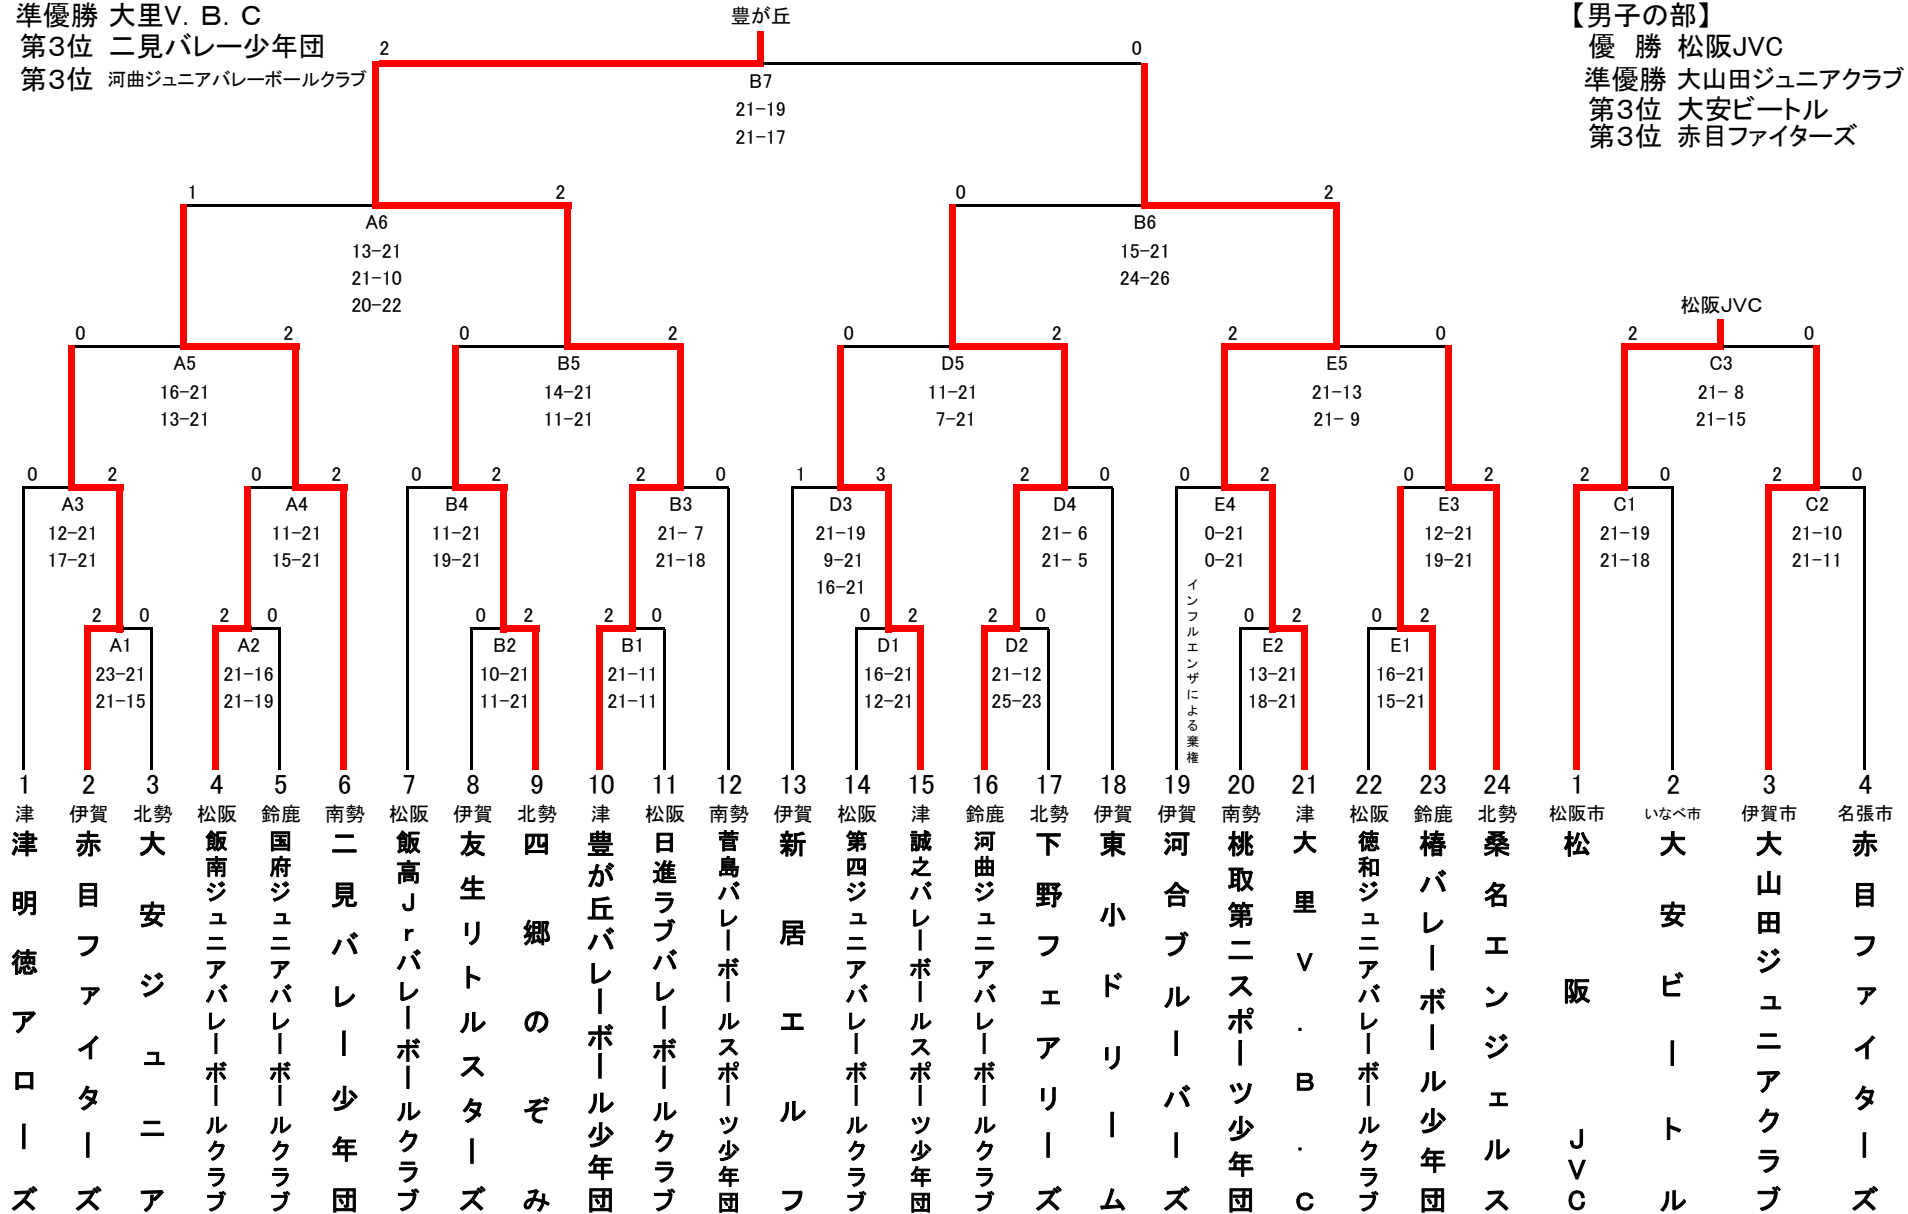 準優勝 大里V．B．C
第3位 二見バレー少年団
第3位 河曲ジュニアバレーボールクラブ
豊が丘
【男子の部】
優 勝 松阪JVC
準優勝 大山田ジュニアクラブ
第3位 大安ビートル
第3位 赤目ファイターズ
2 0
B7
21-19
21-17
1 2 0 2
A6 B6
13-21 15-21
21-10 24-26
20-22
松阪JVC
0 2 0 2 0 2 2 0 2 0
A5 B5 D5 E5 C3
16-21 14-21 11-21 21-13 21- 8
13-21 11-21 7-21 21- 9 21-15
0 2 0 2 0 2 2 0 1 3 2 0 0 2 0 2 2 0 2 0
A3 A4 B4 B3 D3 D4 E4 E3 C1 C2
12-21 11-21 11-21 21- 7 21-19 21- 6 0-21 12-21 21-19 21-10
17-21 15-21 19-21 21-18 9-21 21- 5 0-21 19-21 21-18 21-11
16-21
インフルエンザによる棄権
2 0 2 0 0 2 2 0 0 2 2 0 0 2 0 2
A1 A2 B2 B1 D1 D2 E2 E1
23-21 21-16 10-21 21-11 16-21 21-12 13-21 16-21
21-15 21-19 11-21 21-11 12-21 25-23 18-21 15-21
1 2 3 4 5 6 7 8 9 10 11 12 13 14 15 16 17 18 19 20 21 22 23 24 1 2 3 4
津 伊賀 北勢 松阪 鈴鹿 南勢 松阪 伊賀 北勢 津 松阪 南勢 伊賀 松阪 津 鈴鹿 北勢 伊賀 伊賀 南勢 津 松阪 鈴鹿 北勢 松阪市 いなべ市 伊賀市 名張市
津明徳アローズ
赤目ファイターズ
大安ジュニア
飯南ジュニアバレーボールクラブ
国府ジュニアバレーボールクラブ
二見バレー少年団
飯高Jrバレーボールクラブ
友生リトルスターズ
四郷のぞみ
豊が丘バレーボール少年団
日進ラブバレーボールクラブ
菅島バレーボールスポーツ少年団
新居エルフ
第四ジュニアバレーボールクラブ
誠之バレーボールスポーツ少年団
河曲ジュニアバレーボールクラブ
下野フェアリーズ
東小ドリーム
河合ブルーバーズ
桃取第二スポーツ少年団
大里V．B．C
徳和ジュニアバレーボールクラブ
椿バレーボール少年団
桑名エンジェルス
松阪JVC
大安ビートル
大山田ジュニアクラブ
赤目ファイターズ